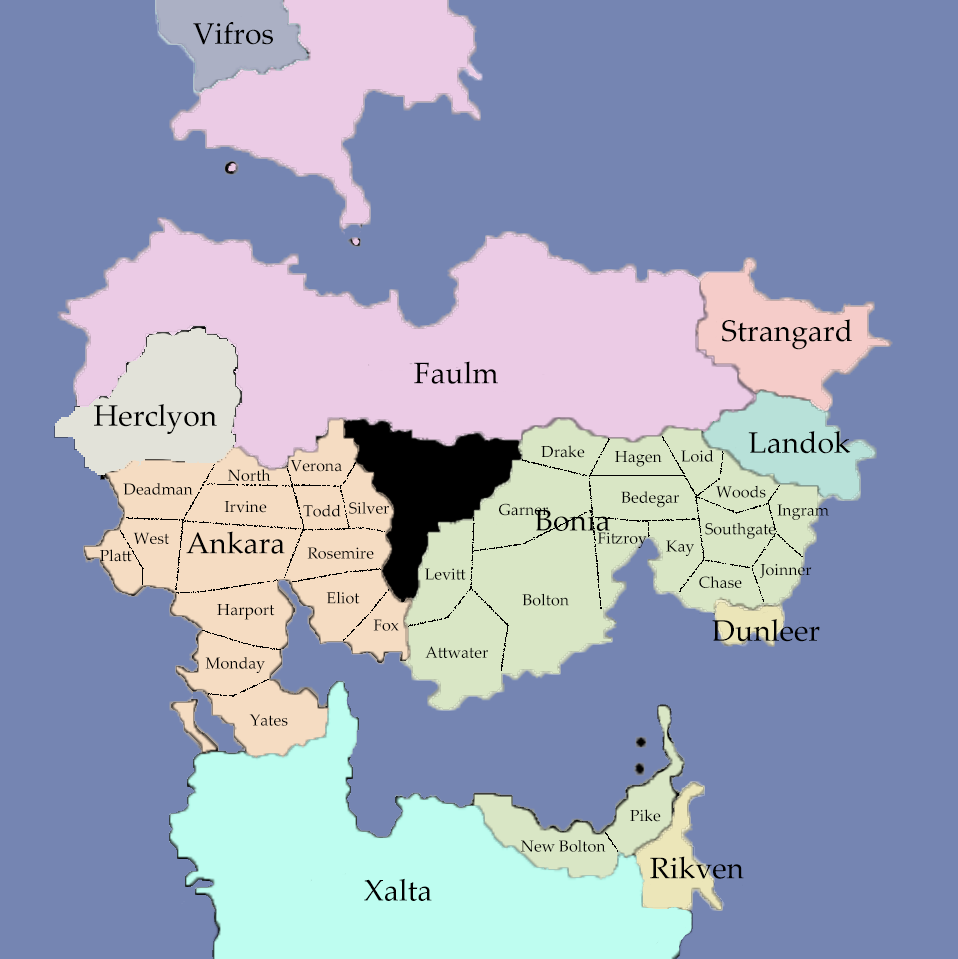 Vifros
Strangard
Faulm
Herclyon
Landok
Drake
Hagen
Loid
Verona
North
Deadman
Woods
Bedegar
Irvine
Todd
Silver
Garner
Ingram
Bonia
Southgate
West
Ankara
Fitzroy
Kay
Platt
Rosemire
Joinner
Levitt
Chase
Eliot
Bolton
Harport
Fox
Dunleer
Attwater
Monday
Yates
Pike
New Bolton
Rikven
Xalta